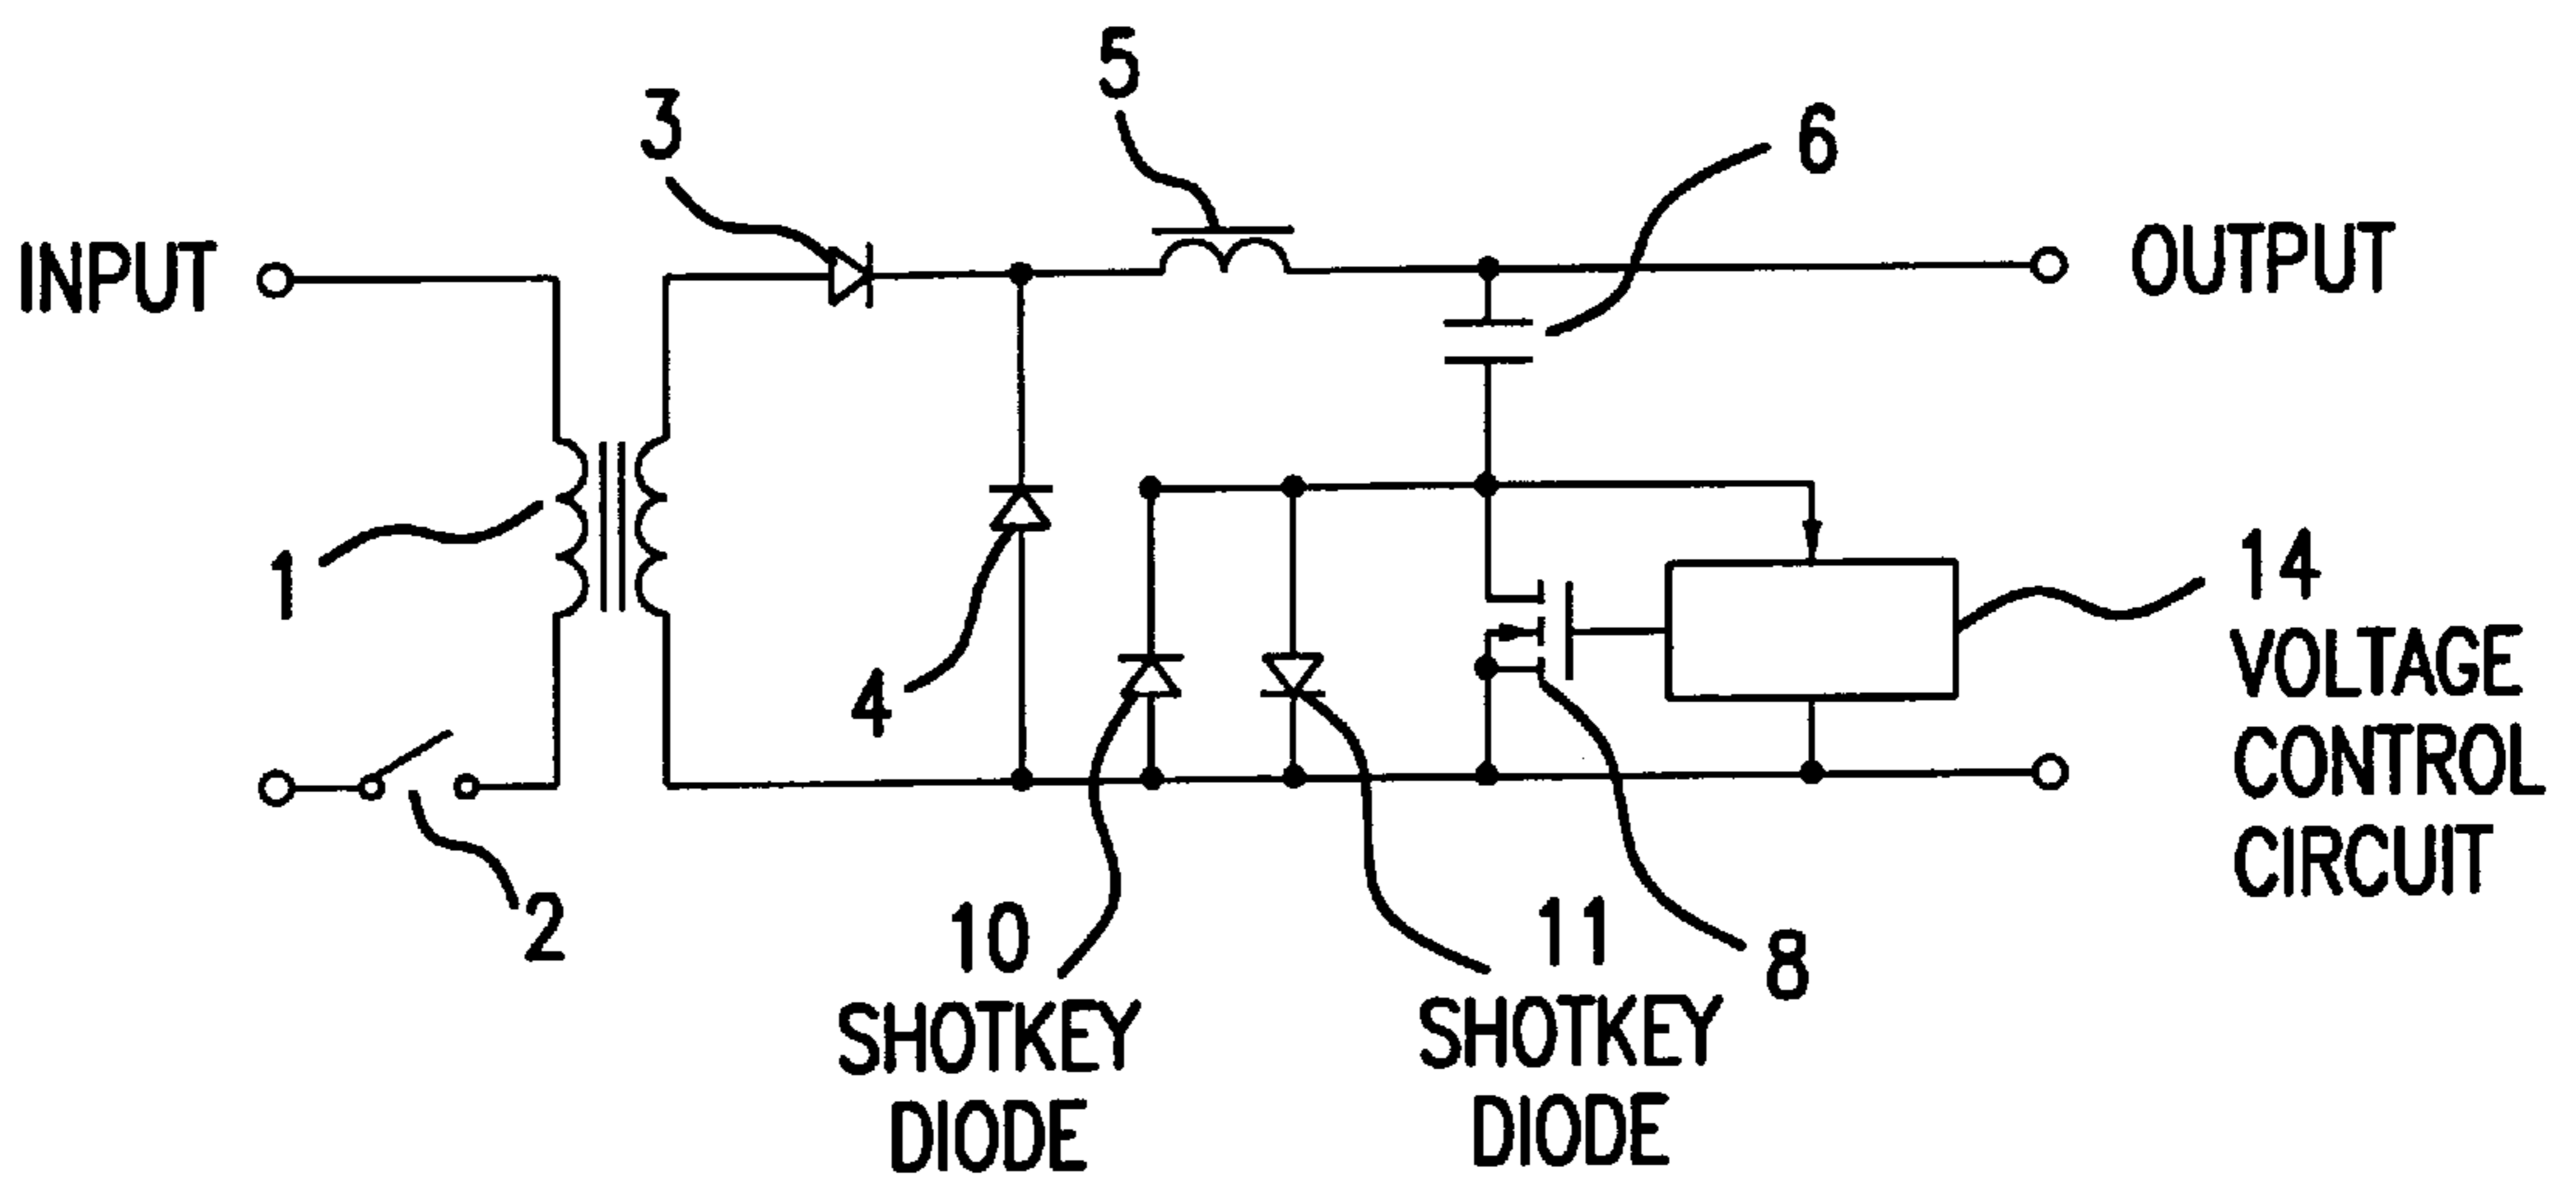 5
3
6
INPUT
OUTPUT
1
14
VOLTAGE
CONTROL
CIRCUIT
4
2
10
SHOTKEY
DIODE
11
SHOTKEY
DIODE
8